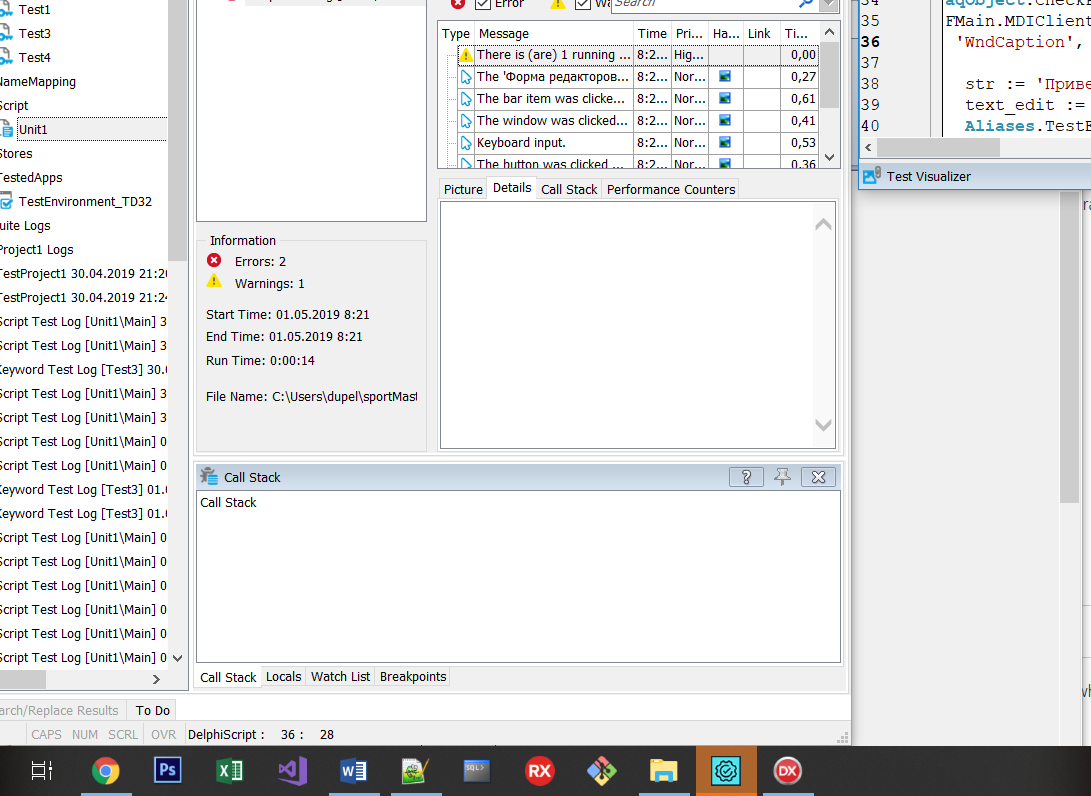 Test1
Test3
Test4
NameMapping
Script
Unit1
Stores
TestedApps
TestEnvironment_TD32
uite Logs
Project1 Logs
TestProject1 30.04.2019 21:20
TestProject1 30.04.2019 21:24
Script Test Log [Unit1\Main] 3
Script Test Log [Unit1\Main] 3
Keyword Test Log [Test3] 30.0
Script Test Log [Unit1\Main] 3
Script Test Log [Unit1\Main] 3
Script Test Log [Unit1\Main] 0
Script Test Log [Unit1\Main] 0
Keyword Test Log [Test3] 01.0
Keyword Test Log [Test3] 01.0
Script Test Log [Unit1\Main] 0
Script Test Log [Unit1\Main] 0
Script Test Log [Unit1\Main] 0
Script Test Log [Unit1\Main] 0
Script Test Log [Unit1\Main] 0
Script Test Log [Unit1\Main] 0
Information
Errors: 2
Warnings: 1
Start Time: 01.05.2019 8:21
End Time: 01.05.2019 8:21
Run Time: 0:00:14
File Name: C:\Users\dupel\sportMast
Error Wa Search
Type Message Time Pri... Ha... Link Ti...
There is (are) 1 running ... 8:2... Hig... 0,00
The 'Форма редакторов... 8:2... Nor... 0,27
The bar item was clicke... 8:2... Nor... 0,61
The window was clicked... 8:2... Nor... 0,41
Keyboard input. 8:2... Nor... 0,53
The button was clicked ... 8:2... Nor... 0,36
Picture Details Call Stack Performance Counters
34 aqObject.CheckP
35 FMain.MDIClient
36 'WndCaption',
37
38 str := 'Приве
39 text_edit :=
40 Aliases.TestE
Test Visualizer
Call Stack
Call Stack
Call Stack Locals Watch List Breakpoints
arch/Replace Results To Do
CAPS NUM SCRL OVR DelphiScript : 36 : 28
Ps
SQL>
RX
DX